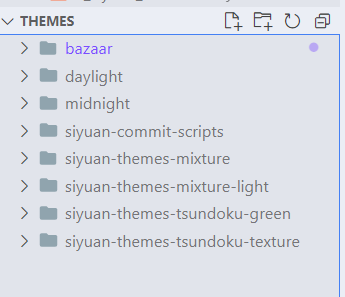 THEMES
bazaar
daylight
midnight
siyuan-commit-scripts
siyuan-themes-mixture
siyuan-themes-mixture-light
siyuan-themes-tsundoku-green
siyuan-themes-tsundoku-texture